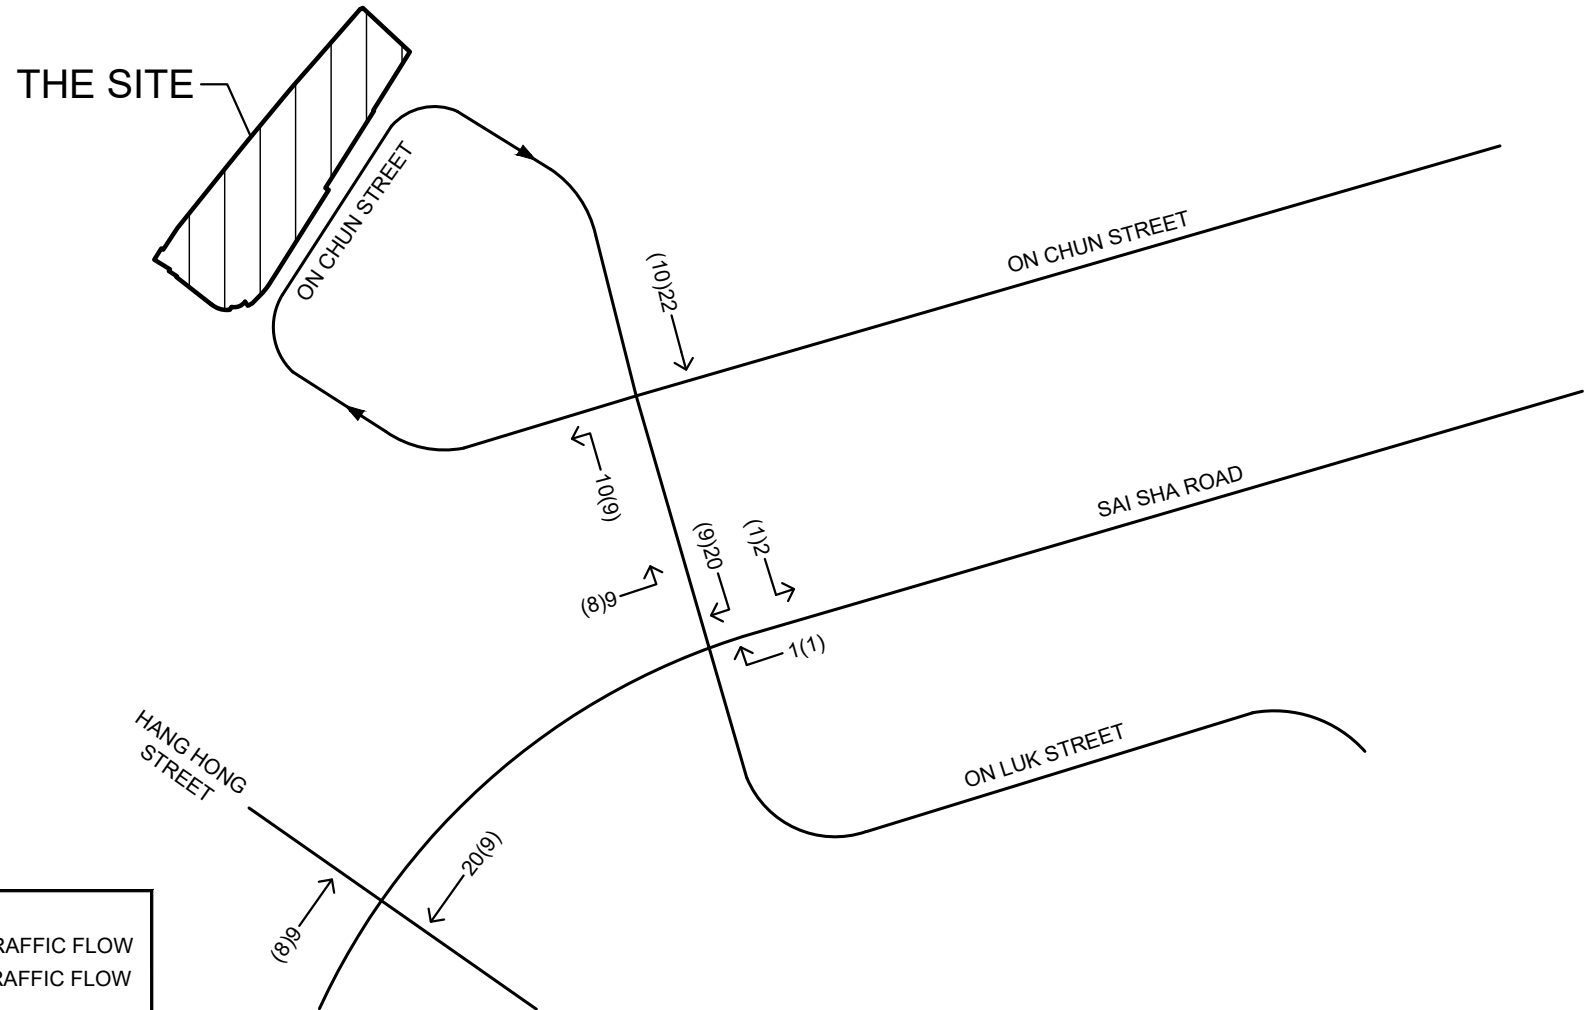 THE SITE
ON CHUN STREET
(10)22
ON CHUN STREET
10(9)
(9)20
(1)2
SAI SHA ROAD
(8)9
1(1)
HANG HONG
STREET
ON LUK STREET
20(9)
(8)9
RAFFIC FLOW
RAFFIC FLOW